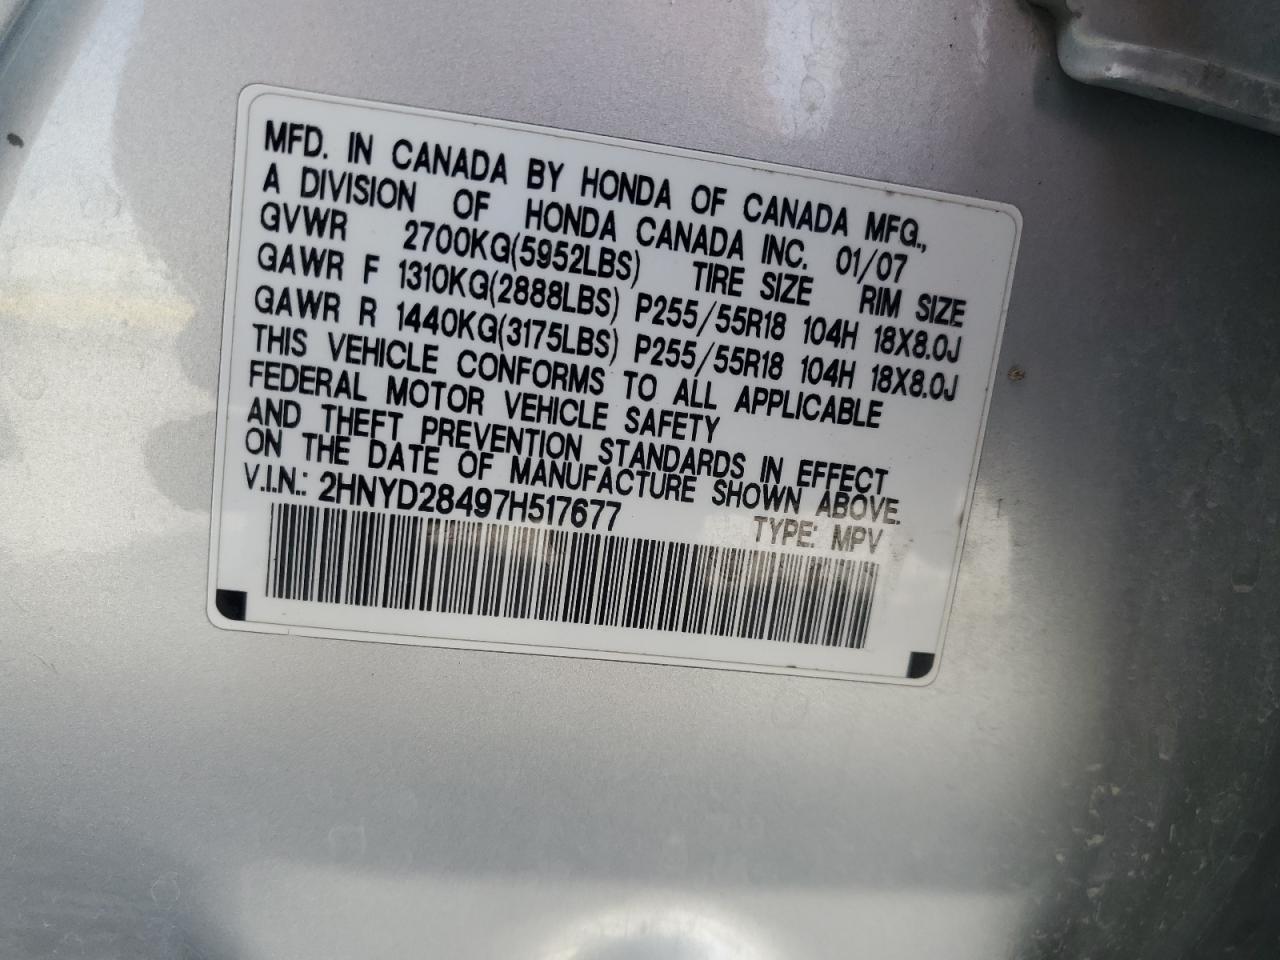 MFD. IN CANADA BY HONDA OF CANADA MFG.,
A DIVISION OF HONDA CANADA INC. 01/07
GVWR 2700KG(5952LBS) TIRE SIZE RIM SIZE
GAWR F 1310KG(2888LBS) P255/55R18 104H 18X8.0J
GAWR R 1440KG(3175LBS) P255/55R18 104H 18X8.0J
THIS VEHICLE CONFORMS TO ALL APPLICABLE
FEDERAL MOTOR VEHICLE SAFETY
AND THEFT PREVENTION STANDARDS IN EFFECT
ON THE DATE OF MANUFACTURE SHOWN ABOVE.
V.I.N.: 2HNYD28497H517677 TYPE: MPV